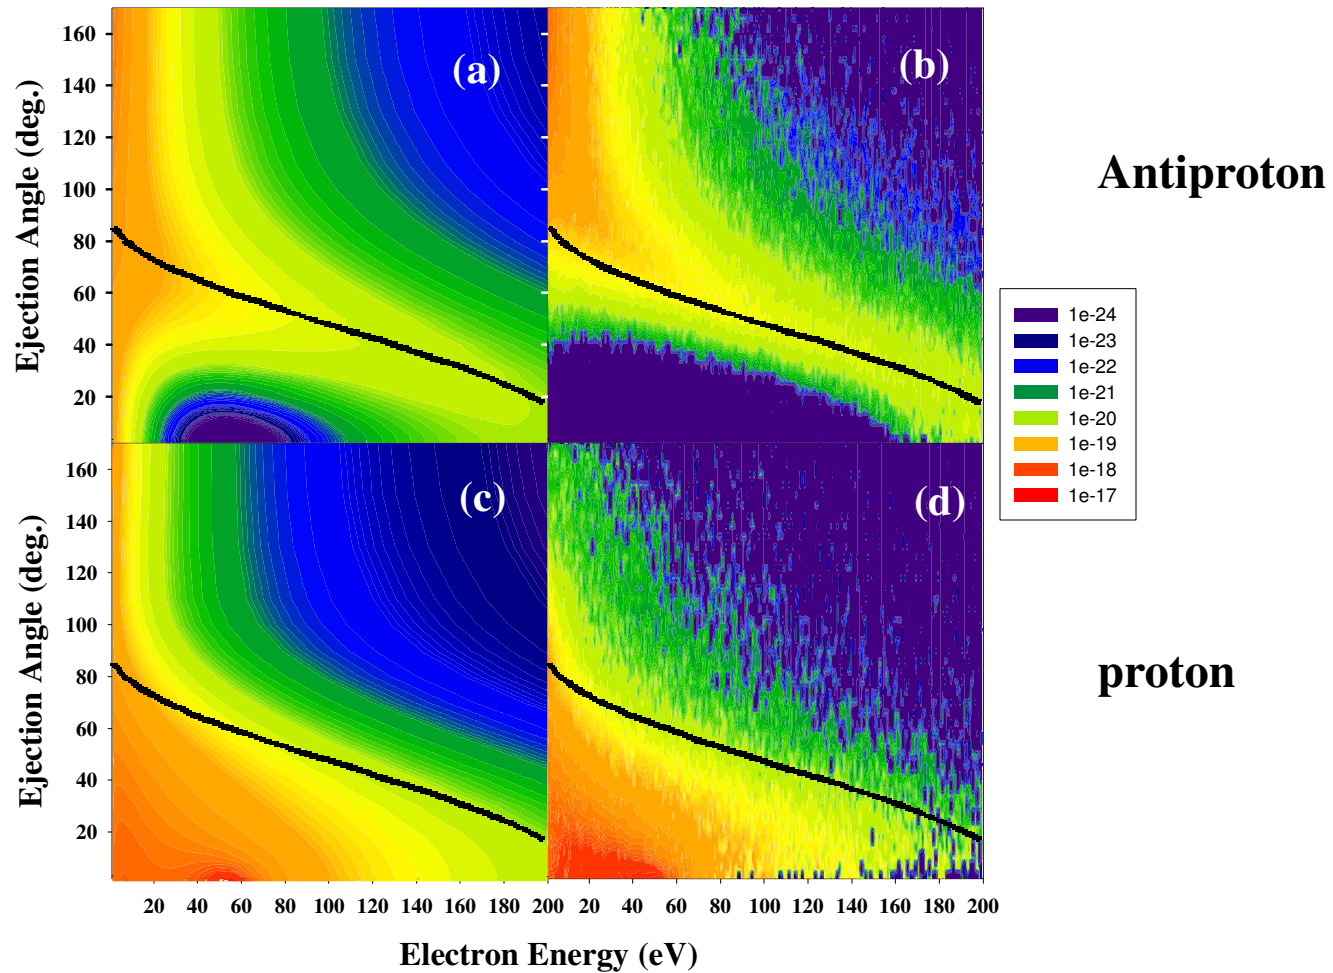 160
140
120
100
80
60
40
20
Ejection Angle (deg.)
(a)
(b)
Antiproton
1e-24
1e-23
1e-22
1e-21
1e-20
1e-19
1e-18
1e-17
160
140
120
100
80
60
40
20
Ejection Angle (deg.)
(c)
(d)
proton
20 40 60 80 100 120 140 160 180 200 20 40 60 80 100 120 140 160 180 200
Electron Energy (eV)